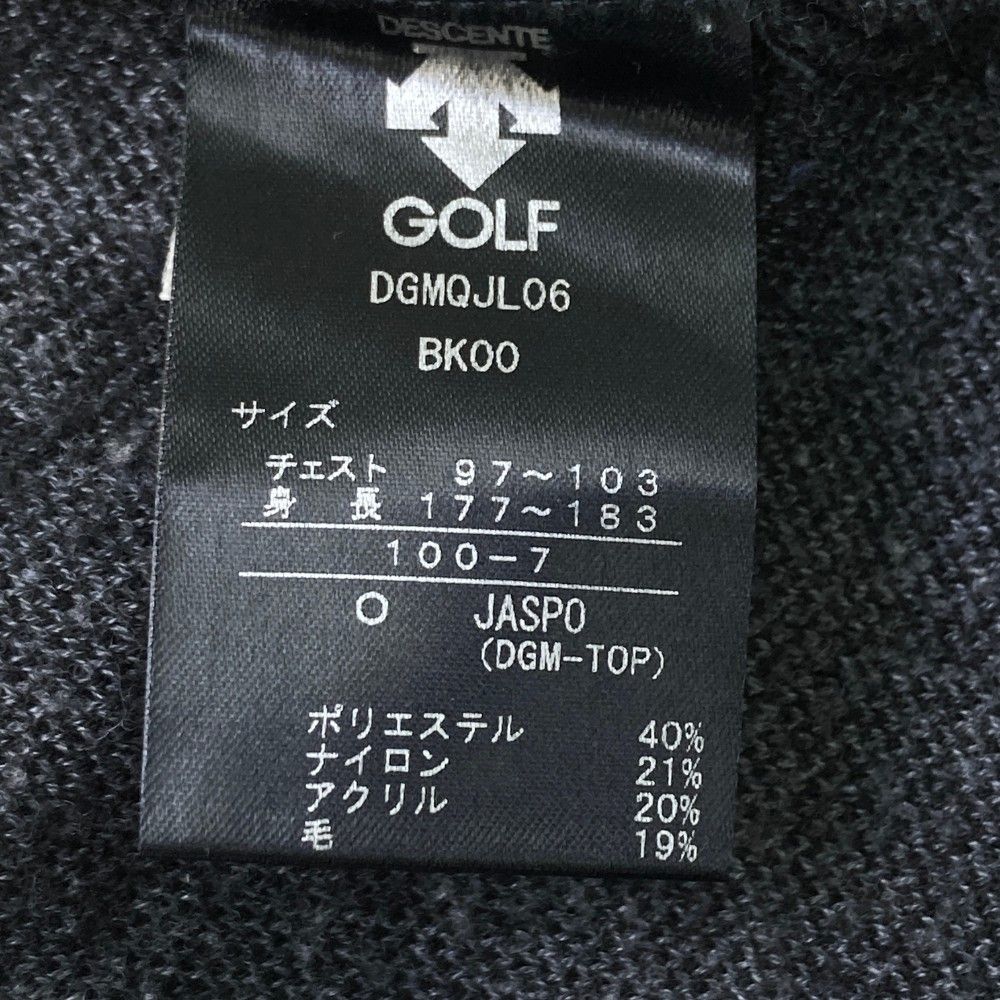 DESCENTE
GOLF
DGMQJL06
BK00
サイズ
チェスト 97～103
身長 177～183
100-7
O JASPO
(DGM-TOP)
ポリエステル 40%
ナイロン 21%
アクリル 20%
毛 19%